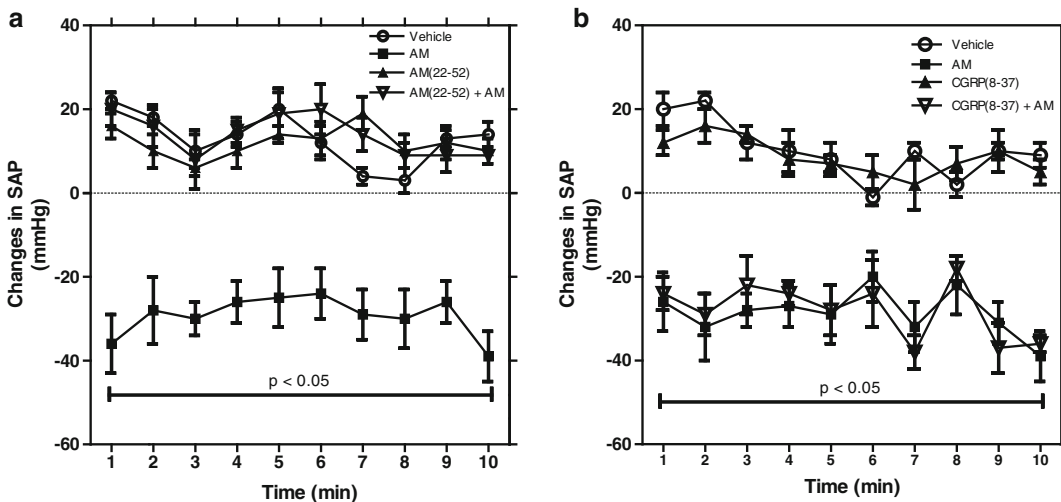 a
Changes in SAP
(mmHg)
40
20
0
-20
-40
-60
Vehicle
AM
AM(22-52)
AM(22-52) + AM
p < 0.05
1 2 3 4 5 6 7 8 9 10
Time (min)
b
Changes in SAP
(mmHg)
40
20
0
-20
-40
-60
Vehicle
AM
CGRP(8-37)
CGRP(8-37) + AM
p < 0.05
1 2 3 4 5 6 7 8 9 10
Time (min)